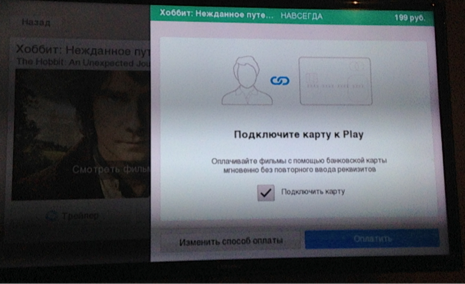 Назад
Хоббит: Нежданное путе... НАВСЕГДА 199 руб.
Хоббит: Нежданное пут
The Hobbit: An Unexpected Jou
Смотреть филь
Трейлер
Подключите карту к Play
Оплачивайте фильмы с помощью банковской карты
мгновенно без повторного ввода реквизитов
Подключить карту
Изменить способ оплаты
Оплатить